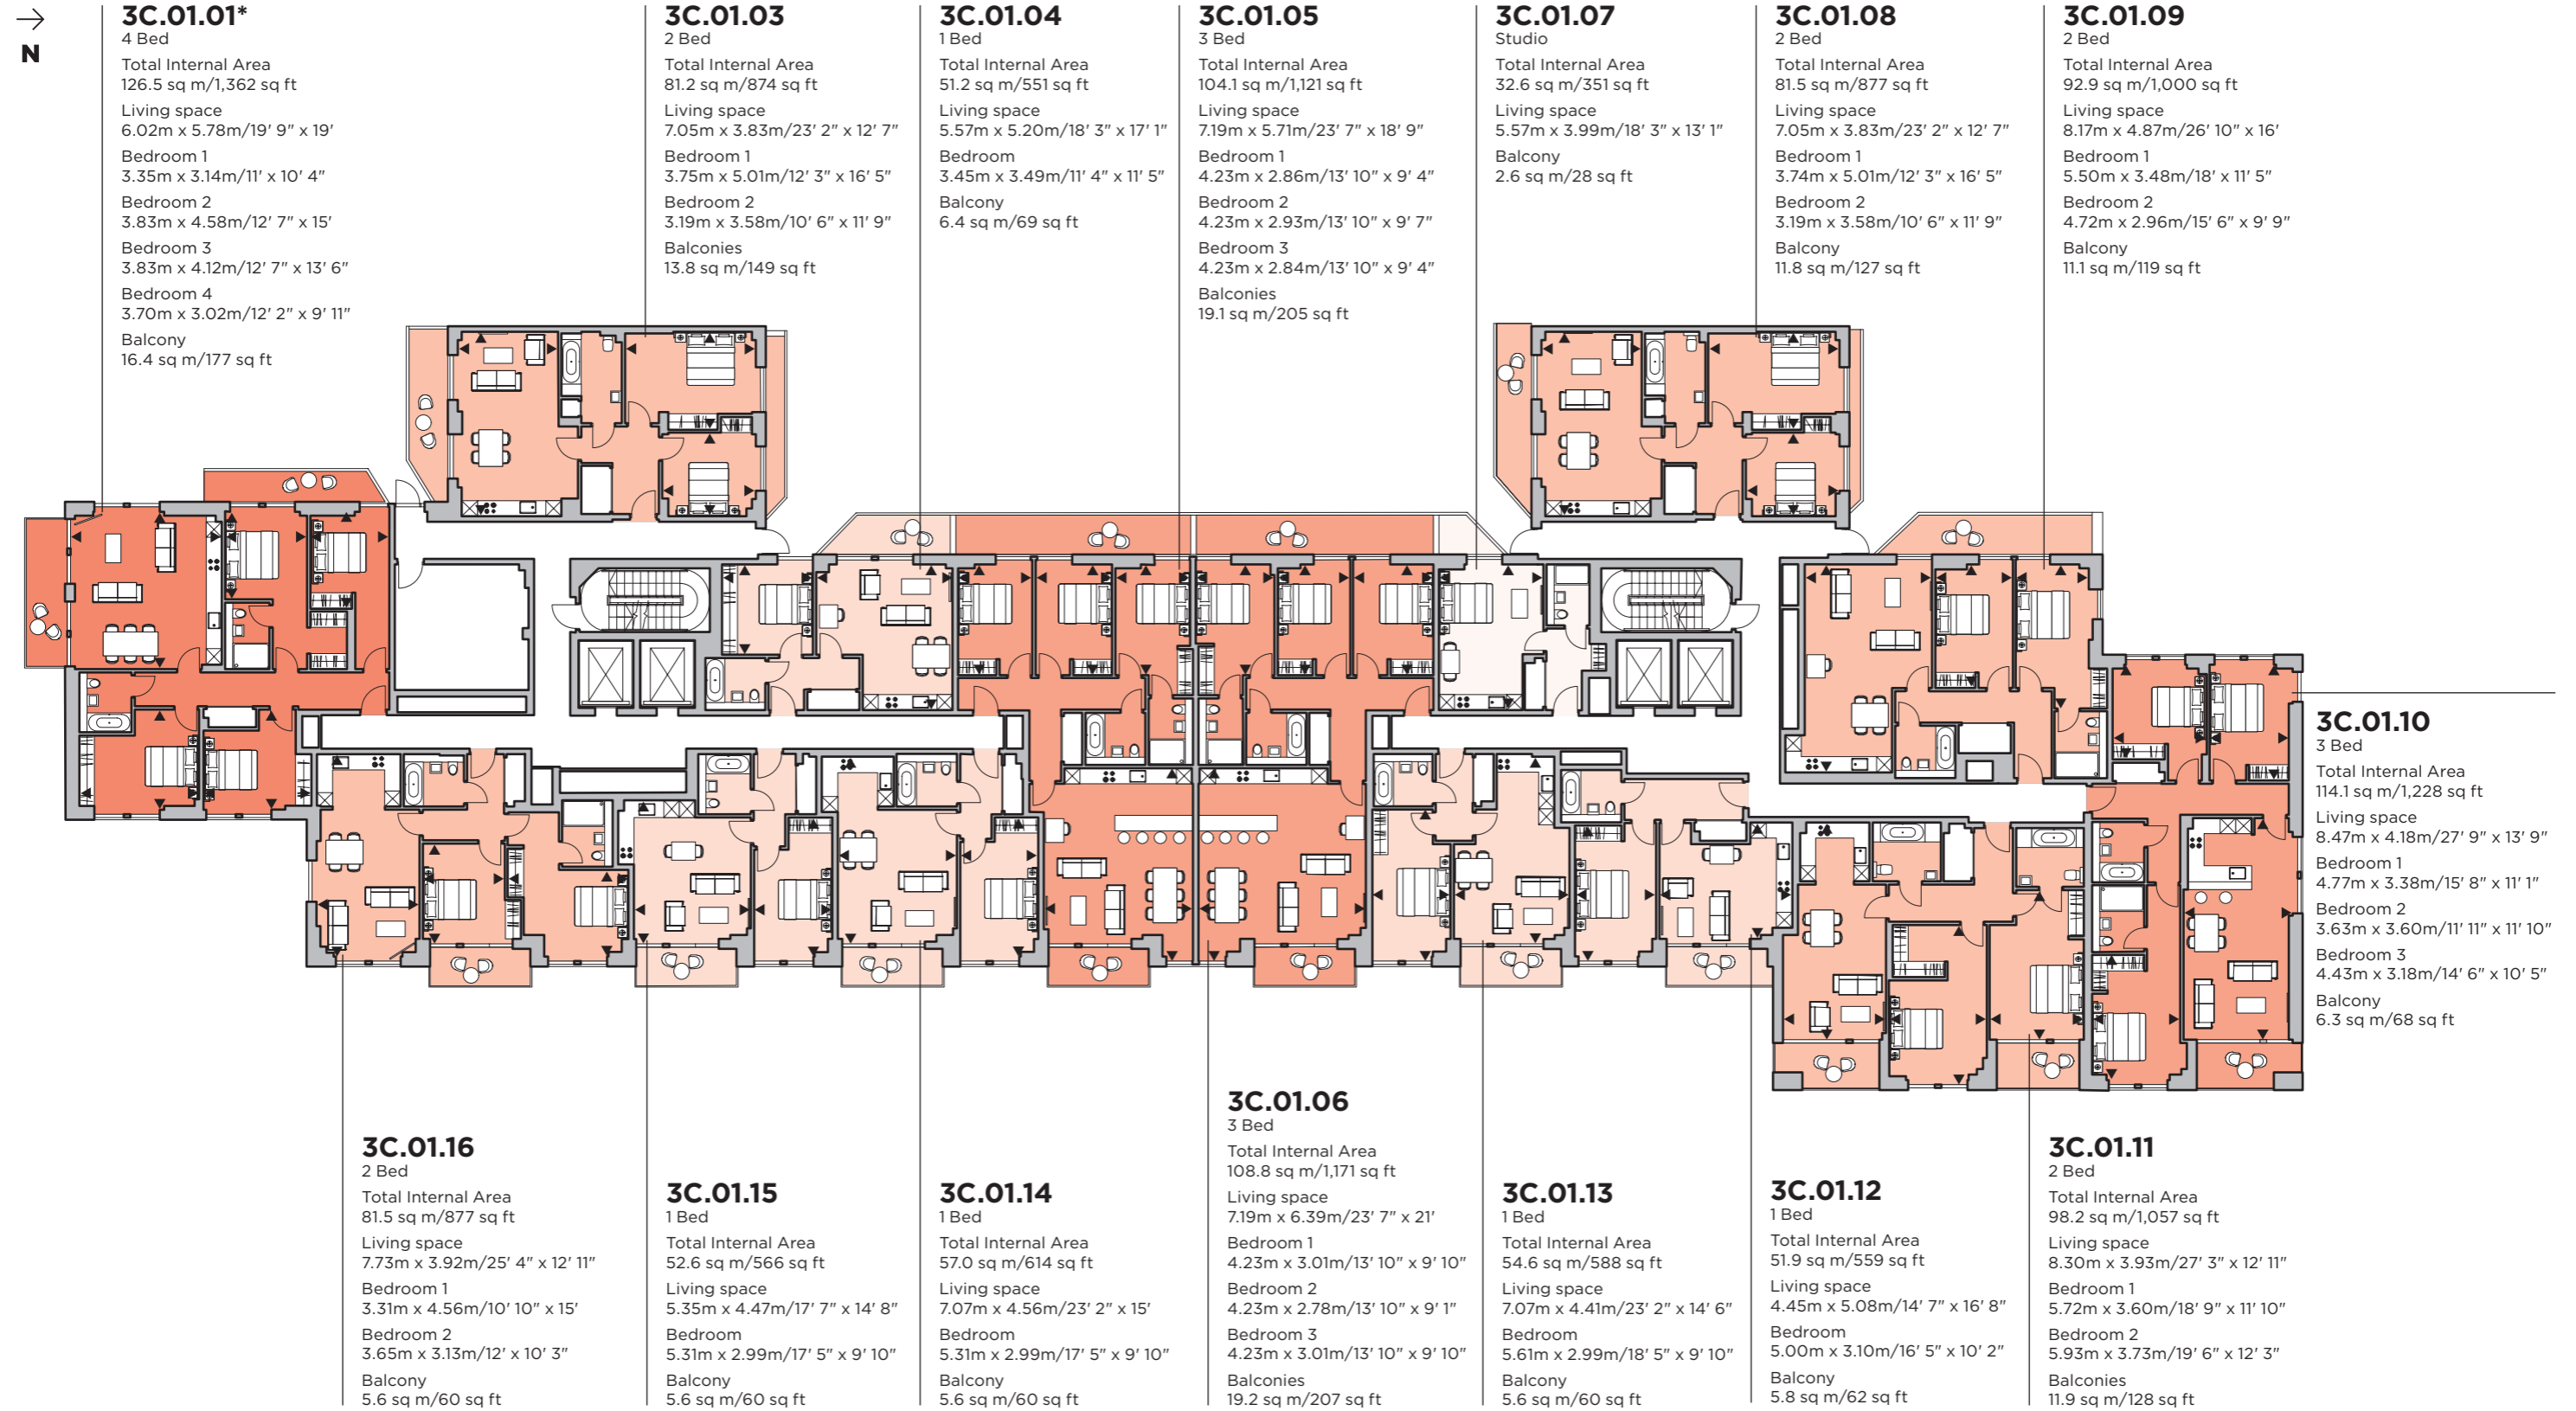 N
3C.01.01*
4 Bed
Total Internal Area
126.5 sq m/1,362 sq ft
Living space
6.02m x 5.78m/19' 9" x 19'
Bedroom 1
3.35m x 3.14m/11' x 10' 4"
Bedroom 2
3.83m x 4.58m/12' 7" x 15'
Bedroom 3
3.83m x 4.12m/12' 7" x 13' 6"
Bedroom 4
3.70m x 3.02m/12' 2" x 9' 11"
Balcony
16.4 sq m/177 sq ft
3C.01.03
2 Bed
Total Internal Area
81.2 sq m/874 sq ft
Living space
7.05m x 3.83m/23' 2" x 12' 7"
Bedroom 1
3.75m x 5.01m/12' 3" x 16' 5"
Bedroom 2
3.19m x 3.58m/10' 6" x 11' 9"
Balconies
13.8 sq m/149 sq ft
3C.01.04
1 Bed
Total Internal Area
51.2 sq m/551 sq ft
Living space
5.57m x 5.20m/18' 3" x 17' 1"
Bedroom
3.45m x 3.49m/11' 4" x 11' 5"
Balcony
6.4 sq m/69 sq ft
3C.01.05
3 Bed
Total Internal Area
104.1 sq m/1,121 sq ft
Living space
7.19m x 5.71m/23' 7" x 18' 9"
Bedroom 1
4.23m x 2.86m/13' 10" x 9' 4"
Bedroom 2
4.23m x 2.93m/13' 10" x 9' 7"
Bedroom 3
4.23m x 2.84m/13' 10" x 9' 4"
Balconies
19.1 sq m/205 sq ft
3C.01.07
Studio
Total Internal Area
32.6 sq m/351 sq ft
Living space
5.57m x 3.99m/18' 3" x 13' 1"
Balcony
2.6 sq m/28 sq ft
3C.01.08
2 Bed
Total Internal Area
81.5 sq m/877 sq ft
Living space
7.05m x 3.83m/23' 2" x 12' 7"
Bedroom 1
3.74m x 5.01m/12' 3" x 16' 5"
Bedroom 2
3.19m x 3.58m/10' 6" x 11' 9"
Balcony
11.8 sq m/127 sq ft
3C.01.09
2 Bed
Total Internal Area
92.9 sq m/1,000 sq ft
Living space
8.17m x 4.87m/26' 10" x 16'
Bedroom 1
5.50m x 3.48m/18' x 11' 5"
Bedroom 2
4.72m x 2.96m/15' 6" x 9' 9"
Balcony
11.1 sq m/119 sq ft
3C.01.10
3 Bed
Total Internal Area
114.1 sq m/1,228 sq ft
Living space
8.47m x 4.18m/27' 9" x 13' 9"
Bedroom 1
4.77m x 3.38m/15' 8" x 11' 1"
Bedroom 2
3.63m x 3.60m/11' 11" x 11' 10"
Bedroom 3
4.43m x 3.18m/14' 6" x 10' 5"
Balcony
6.3 sq m/68 sq ft
3C.01.16
2 Bed
Total Internal Area
81.5 sq m/877 sq ft
Living space
7.73m x 3.92m/25' 4" x 12' 11"
Bedroom 1
3.31m x 4.56m/10' 10" x 15'
Bedroom 2
3.65m x 3.13m/12' x 10' 3"
Balcony
5.6 sq m/60 sq ft
3C.01.15
1 Bed
Total Internal Area
52.6 sq m/566 sq ft
Living space
5.35m x 4.47m/17' 7" x 14' 8"
Bedroom
5.31m x 2.99m/17' 5" x 9' 10"
Balcony
5.6 sq m/60 sq ft
3C.01.14
1 Bed
Total Internal Area
57.0 sq m/614 sq ft
Living space
7.07m x 4.56m/23' 2" x 15'
Bedroom
5.31m x 2.99m/17' 5" x 9' 10"
Balcony
5.6 sq m/60 sq ft
3C.01.06
3 Bed
Total Internal Area
108.8 sq m/1,171 sq ft
Living space
7.19m x 6.39m/23' 7" x 21'
Bedroom 1
4.23m x 3.01m/13' 10" x 9' 10"
Bedroom 2
4.23m x 2.78m/13' 10" x 9' 1"
Bedroom 3
4.23m x 3.01m/13' 10" x 9' 10"
Balconies
19.2 sq m/207 sq ft
3C.01.13
1 Bed
Total Internal Area
54.6 sq m/588 sq ft
Living space
7.07m x 4.41m/23' 2" x 14' 6"
Bedroom
5.61m x 2.99m/18' 5" x 9' 10"
Balcony
5.6 sq m/60 sq ft
3C.01.12
1 Bed
Total Internal Area
51.9 sq m/559 sq ft
Living space
4.45m x 5.08m/14' 7" x 16' 8"
Bedroom
5.00m x 3.10m/16' 5" x 10' 2"
Balcony
5.8 sq m/62 sq ft
3C.01.11
2 Bed
Total Internal Area
98.2 sq m/1,057 sq ft
Living space
8.30m x 3.93m/27' 3" x 12' 11"
Bedroom 1
5.72m x 3.60m/18' 9" x 11' 10"
Bedroom 2
5.93m x 3.73m/19' 6" x 12' 3"
Balconies
11.9 sq m/128 sq ft